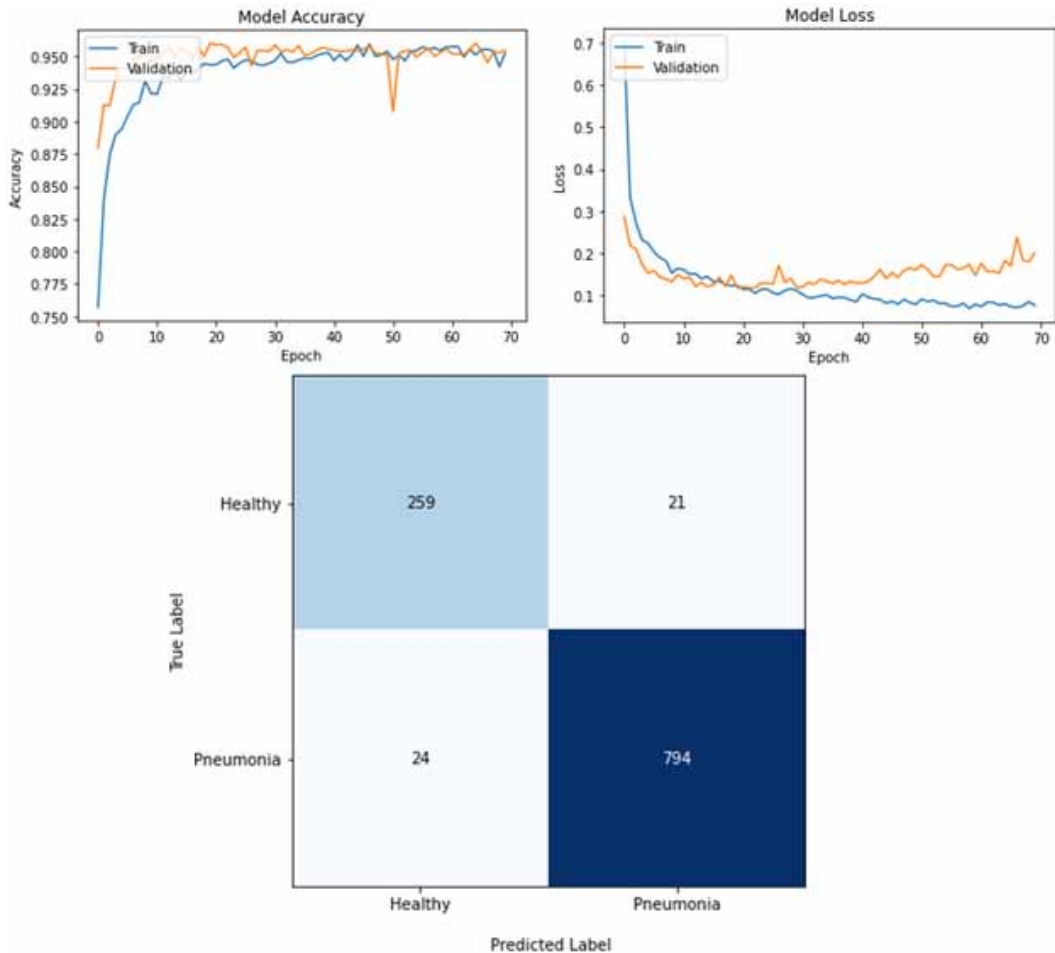 Model Accuracy
Train
Validation
0.950
0.925
0.900
0.875
0.850
0.825
0.800
0.775
0.750
Accuracy
0 10 20 30 40 50 60 70
Epoch
Model Loss
Train
Validation
0.7
0.6
0.5
0.4
0.3
0.2
0.1
Loss
0 10 20 30 40 50 60 70
Epoch
Healthy
259 21
True Label
Pneumonia
24 794
Healthy Pneumonia
Predicted Label